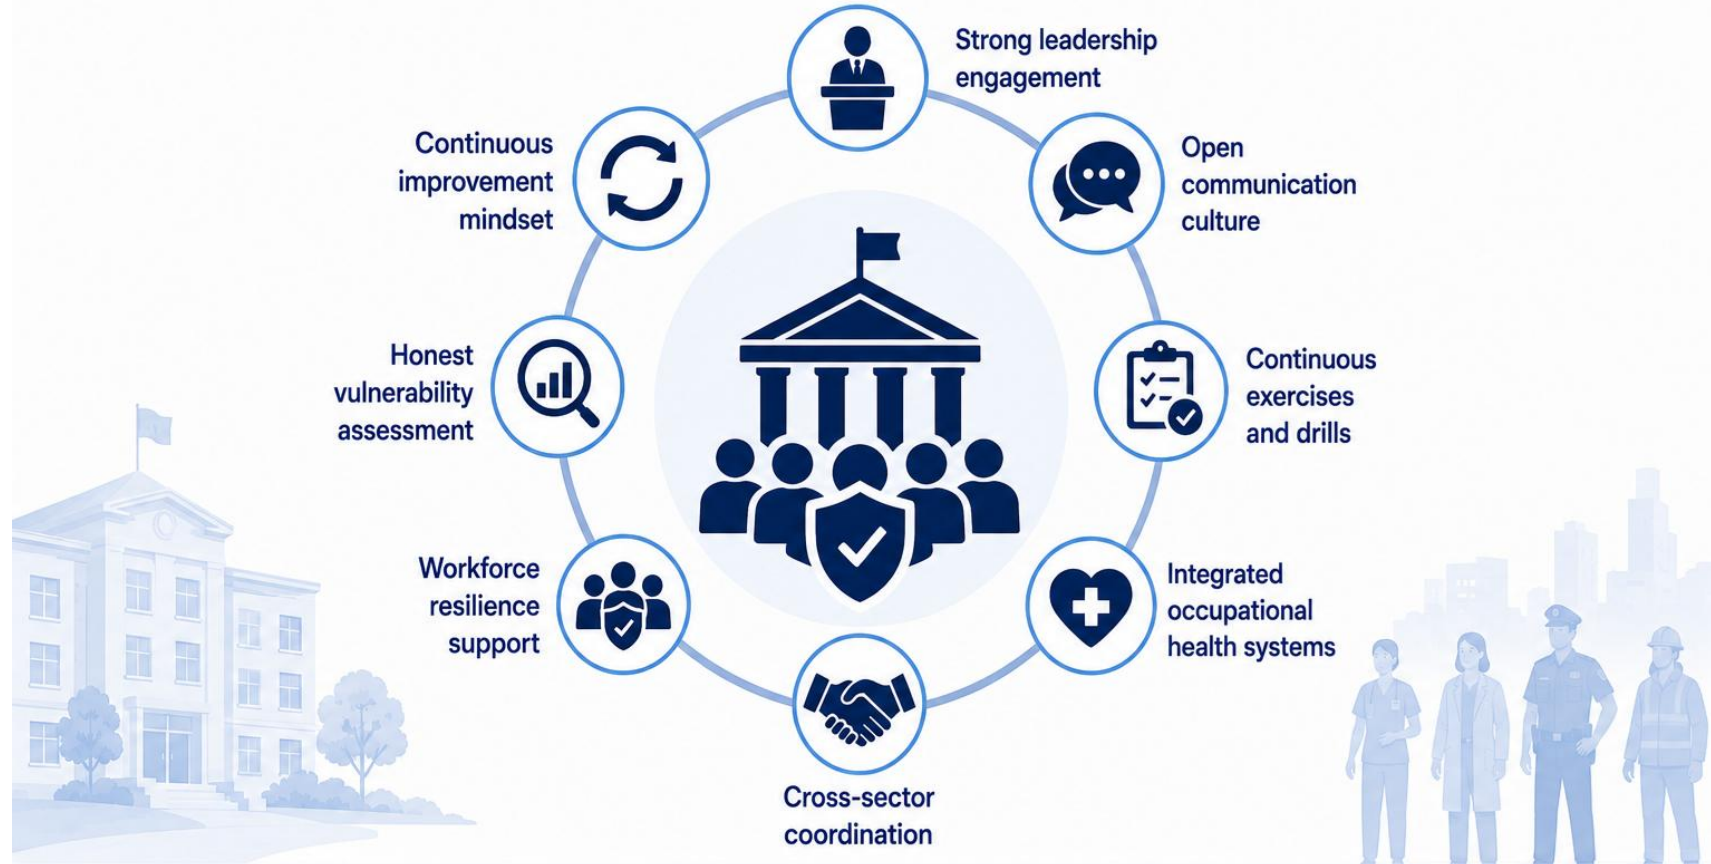 Strong leadership
engagement
Open
communication
culture
Continuous
exercises
and drills
Integrated
occupational
health systems
Cross-sector
coordination
Workforce
resilience
support
Honest
vulnerability
assessment
Continuous
improvement
mindset